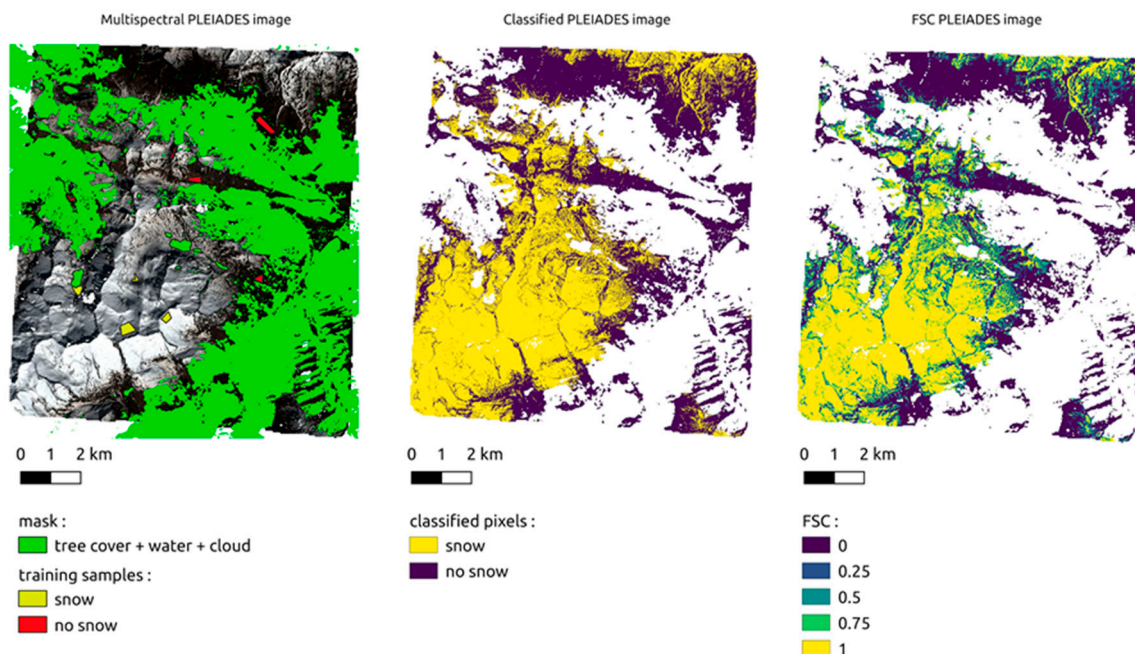 Multispectral PLEIADES image
Classified PLEIADES image
FSC PLEIADES image
0 1 2 km
0 1 2 km
0 1 2 km
mask :
tree cover + water + cloud
training samples :
snow
no snow
classified pixels :
snow
no snow
FSC :
0
0.25
0.5
0.75
1